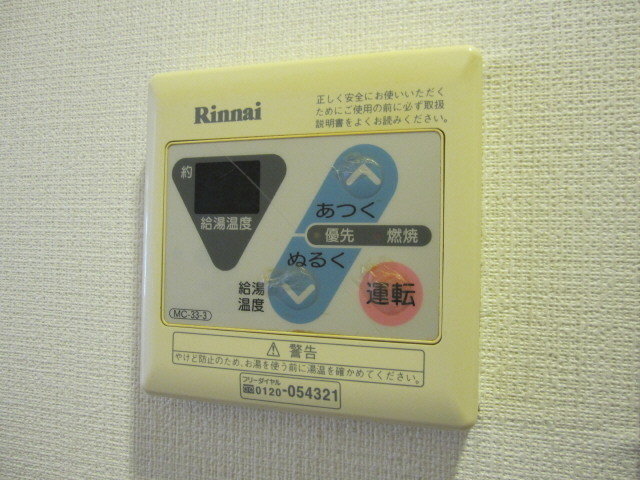 Rinnai
正しく安全にお使いいただく
ためにご使用の前に必ず取扱
説明書をよくお読みください。
約
給湯温度
あつく
優先 燃焼
ぬるく
給湯
温度
運転
MC-33-3
⚠ 警告
やけど防止のため、お湯を使う前に湯温を確かめてください。
フリーダイヤル
0120-054321